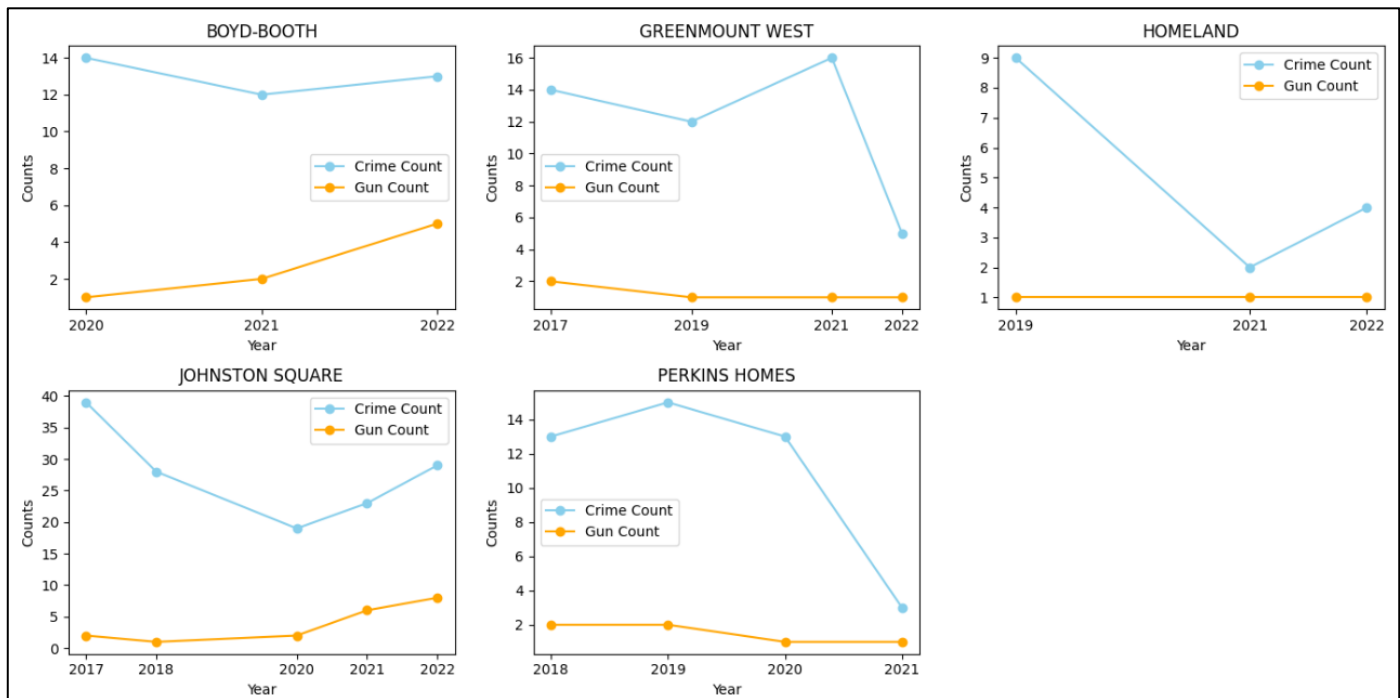 BOYD-BOOTH
14
12
10
8
6
4
2
Counts
Crime Count
Gun Count
2020
2021
2022
Year
GREENMOUNT WEST
16
14
12
10
8
6
4
2
Counts
Crime Count
Gun Count
2017
2019
2021
2022
Year
HOMELAND
9
8
7
6
5
4
3
2
1
Counts
Crime Count
Gun Count
2019
2021
2022
Year
JOHNSTON SQUARE
40
35
30
25
20
15
10
5
0
Counts
Crime Count
Gun Count
2017
2018
2020
2021
2022
Year
PERKINS HOMES
14
12
10
8
6
4
2
Counts
Crime Count
Gun Count
2018
2019
2020
2021
Year